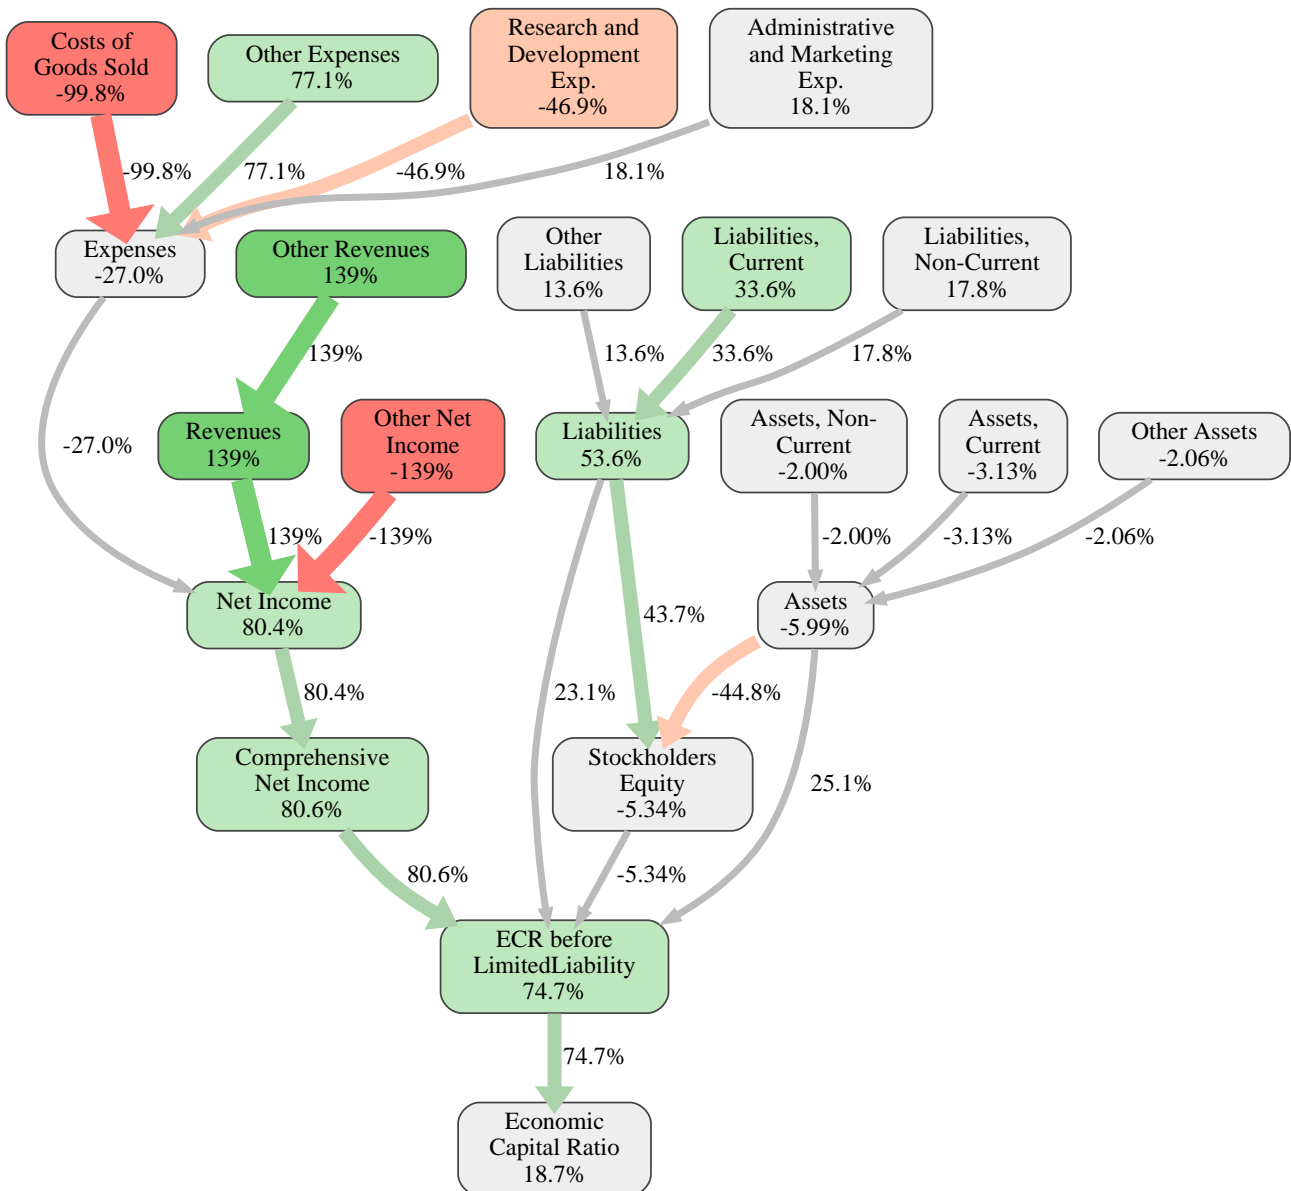 Costs of
Goods Sold
-99.8%
Other Expenses
77.1%
Research and
Development
Exp.
-46.9%
Administrative
and Marketing
Exp.
18.1%
-99.8%
77.1%
-46.9%
18.1%
Expenses
-27.0%
Other Revenues
139%
Other
Liabilities
13.6%
Liabilities,
Current
33.6%
Liabilities,
Non-Current
17.8%
139%
13.6%
33.6%
17.8%
-27.0%
Revenues
139%
Other Net
Income
-139%
Liabilities
53.6%
Assets, Non-
Current
-2.00%
Assets,
Current
-3.13%
Other Assets
-2.06%
139%
-139%
-2.00%
-3.13%
-2.06%
Net Income
80.4%
43.7%
Assets
-5.99%
80.4%
23.1%
-44.8%
Comprehensive
Net Income
80.6%
Stockholders
Equity
-5.34%
25.1%
80.6%
-5.34%
ECR before
LimitedLiability
74.7%
74.7%
Economic
Capital Ratio
18.7%